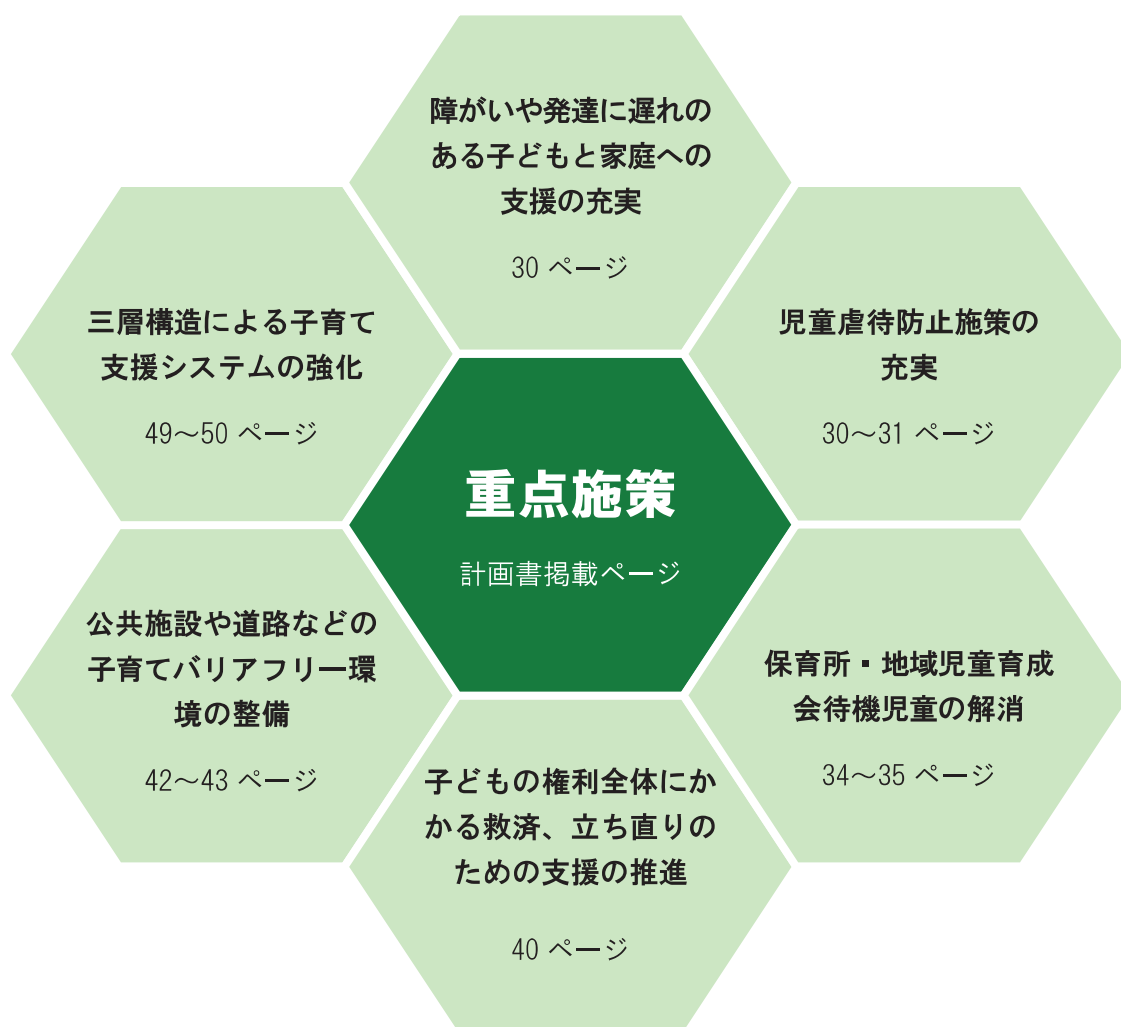 障がいや発達に遅れの
ある子どもと家庭への
支援の充実
30 ページ
三層構造による子育て
支援システムの強化
49～50 ページ
児童虐待防止施策の
充実
30～31 ページ
重点施策
計画書掲載ページ
公共施設や道路などの
子育てバリアフリー環
境の整備
42～43 ページ
保育所・地域児童育成
会待機児童の解消
34～35 ページ
子どもの権利全体にか
かる救済、立ち直りの
ための支援の推進
40 ページ